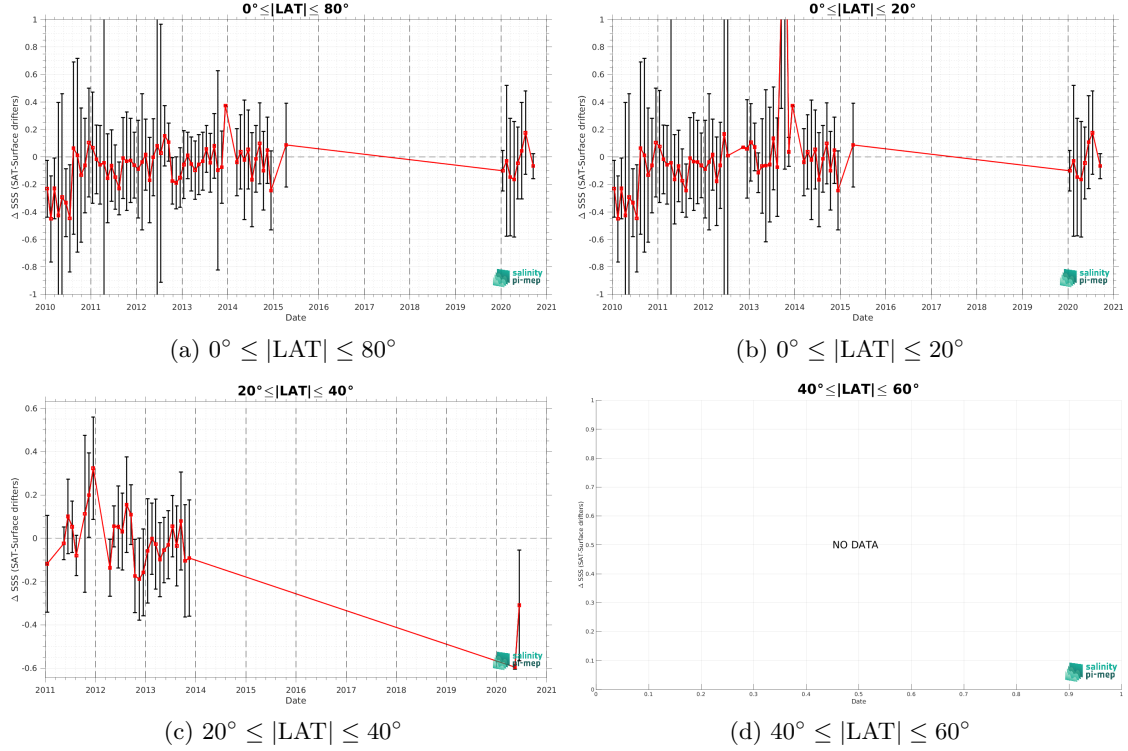 0°≤|LAT|≤ 80°
1
0.8
0.6
0.4
0.2
0
-0.2
-0.4
-0.6
-0.8
-1
Δ SSS (SAT-Surface drifters)
2010 2011 2012 2013 2014 2015 2016 2017 2018 2019 2020 2021
Date
salinity
pi-mep
(a) 0° ≤ |LAT| ≤ 80°
0°≤|LAT|≤ 20°
1
0.8
0.6
0.4
0.2
0
-0.2
-0.4
-0.6
-0.8
-1
Δ SSS (SAT-Surface drifters)
2010 2011 2012 2013 2014 2015 2016 2017 2018 2019 2020 2021
Date
salinity
pi-mep
(b) 0° ≤ |LAT| ≤ 20°
20°≤|LAT|≤ 40°
0.6
0.4
0.2
0
-0.2
-0.4
-0.6
Δ SSS (SAT-Surface drifters)
2011 2012 2013 2014 2015 2016 2017 2018 2019 2020 2021
Date
salinity
pi-mep
(c) 20° ≤ |LAT| ≤ 40°
40°≤|LAT|≤ 60°
1
0.9
0.8
0.7
0.6
0.5
0.4
0.3
0.2
0.1
0
Δ SSS (SAT-Surface drifters)
NO DATA
0 0.1 0.2 0.3 0.4 0.5 0.6 0.7 0.8 0.9 1
Date
salinity
pi-mep
(d) 40° ≤ |LAT| ≤ 60°